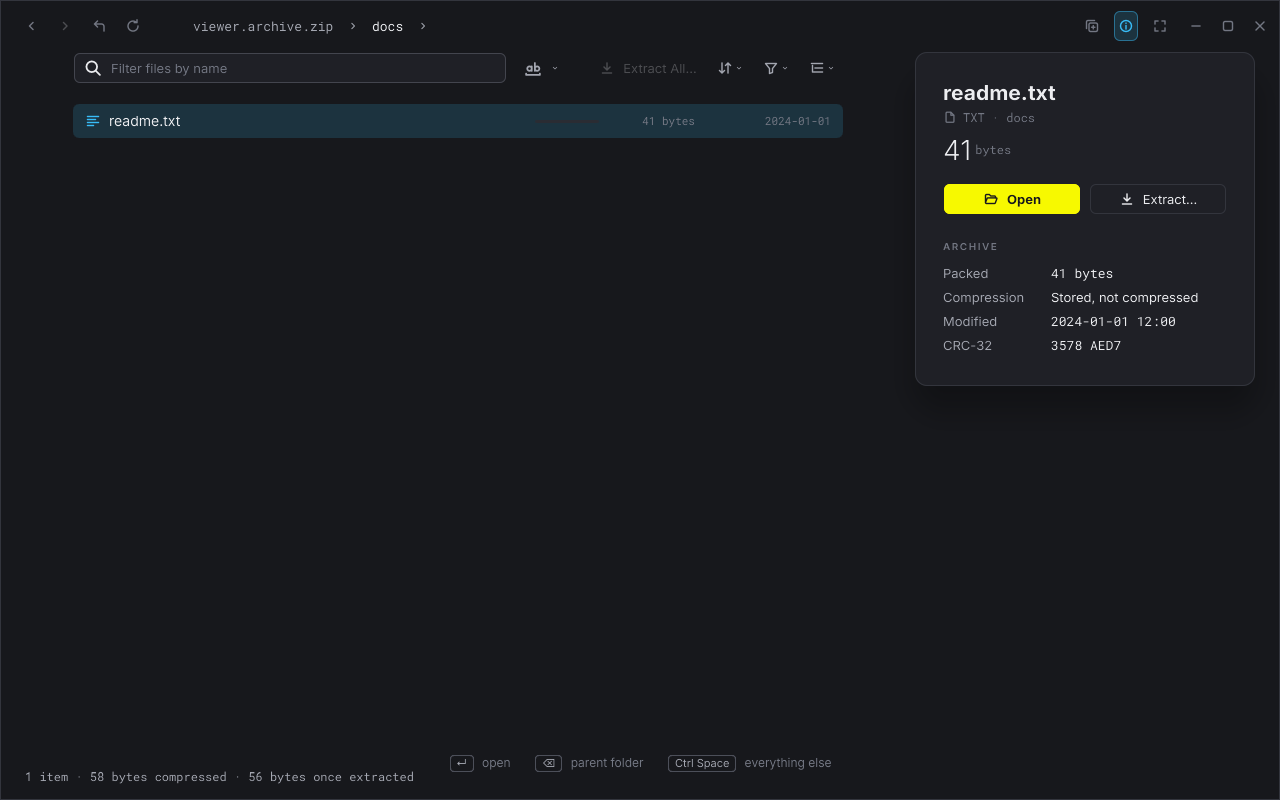 viewer.archive.zip › docs ›
Filter files by name
ab
Extract All...
readme.txt 41 bytes 2024-01-01
readme.txt
TXT · docs
41 bytes
Open
Extract...
ARCHIVE
Packed 41 bytes
Compression Stored, not compressed
Modified 2024-01-01 12:00
CRC-32 3578 AED7
open parent folder Ctrl Space everything else
1 item · 58 bytes compressed · 56 bytes once extracted